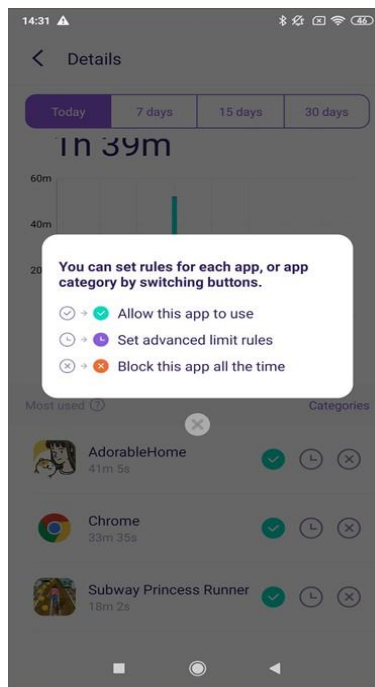 14:31
46
Details
Today
7 days
15 days
30 days
1h 39m
60m
40m
20
You can set rules for each app, or app
category by switching buttons.
Allow this app to use
Set advanced limit rules
Block this app all the time
Most used
Categories
AdorableHome
41m 5s
Chrome
33m 35s
Subway Princess Runner
18m 2s